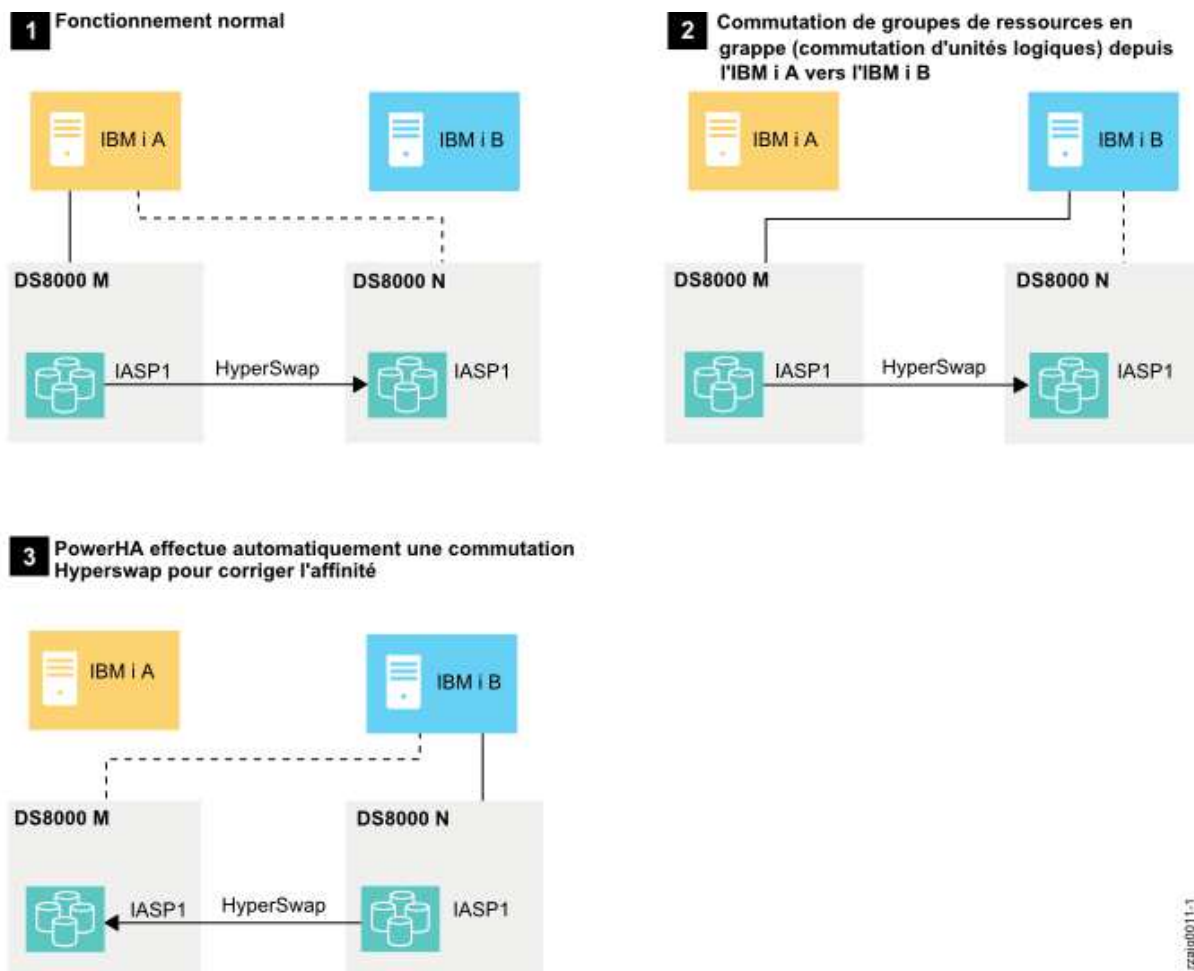 1 Fonctionnement normal
IBM i A
IBM i B
DS8000 M
DS8000 N
IASP1
HyperSwap
IASP1
2 Commutation de groupes de ressources en
grappe (commutation d'unités logiques) depuis
l'IBM i A vers l'IBM i B
IBM i A
IBM i B
DS8000 M
DS8000 N
IASP1
HyperSwap
IASP1
3 PowerHA effectue automatiquement une commutation
Hyperswap pour corriger l'affinité
IBM i A
IBM i B
DS8000 M
DS8000 N
IASP1
HyperSwap
IASP1
rzaig0011-1